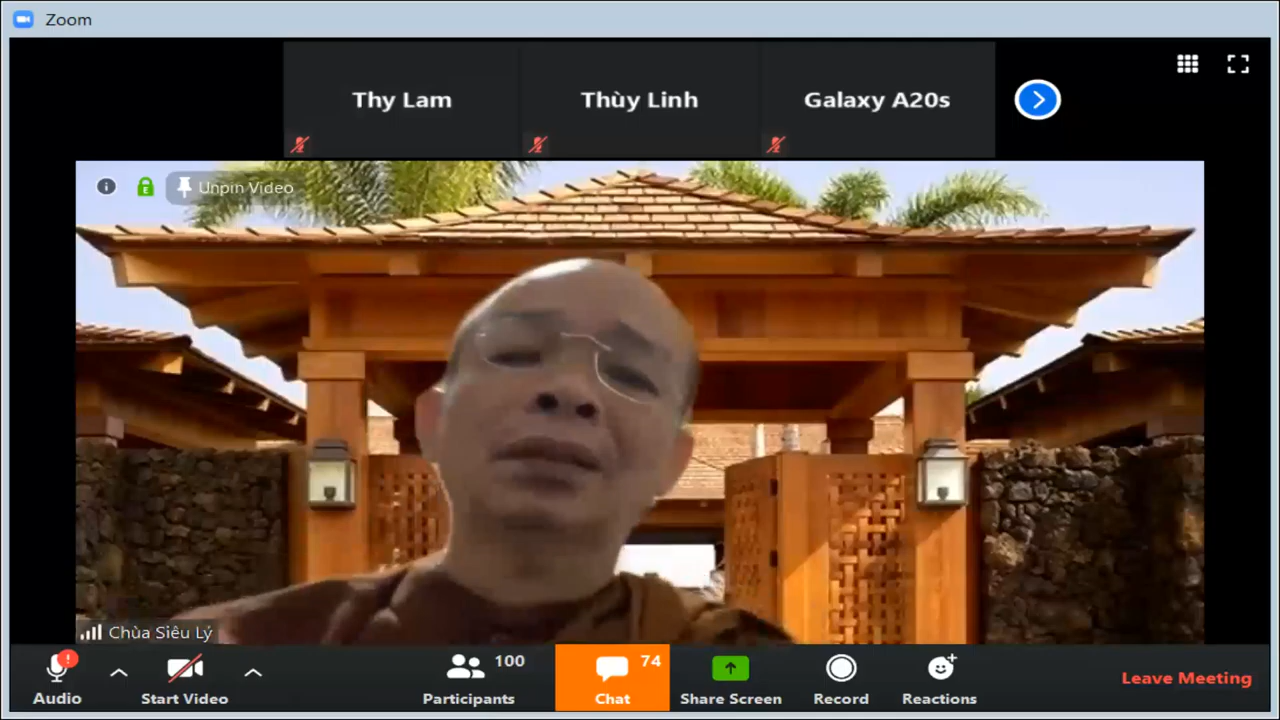 Zoom
Thy Lam
Thùy Linh
Galaxy A20s
Unpin Video
Chùa Siêu Lý
100
74
Audio
Start Video
Participants
Chat
Share Screen
Record
Reactions
Leave Meeting